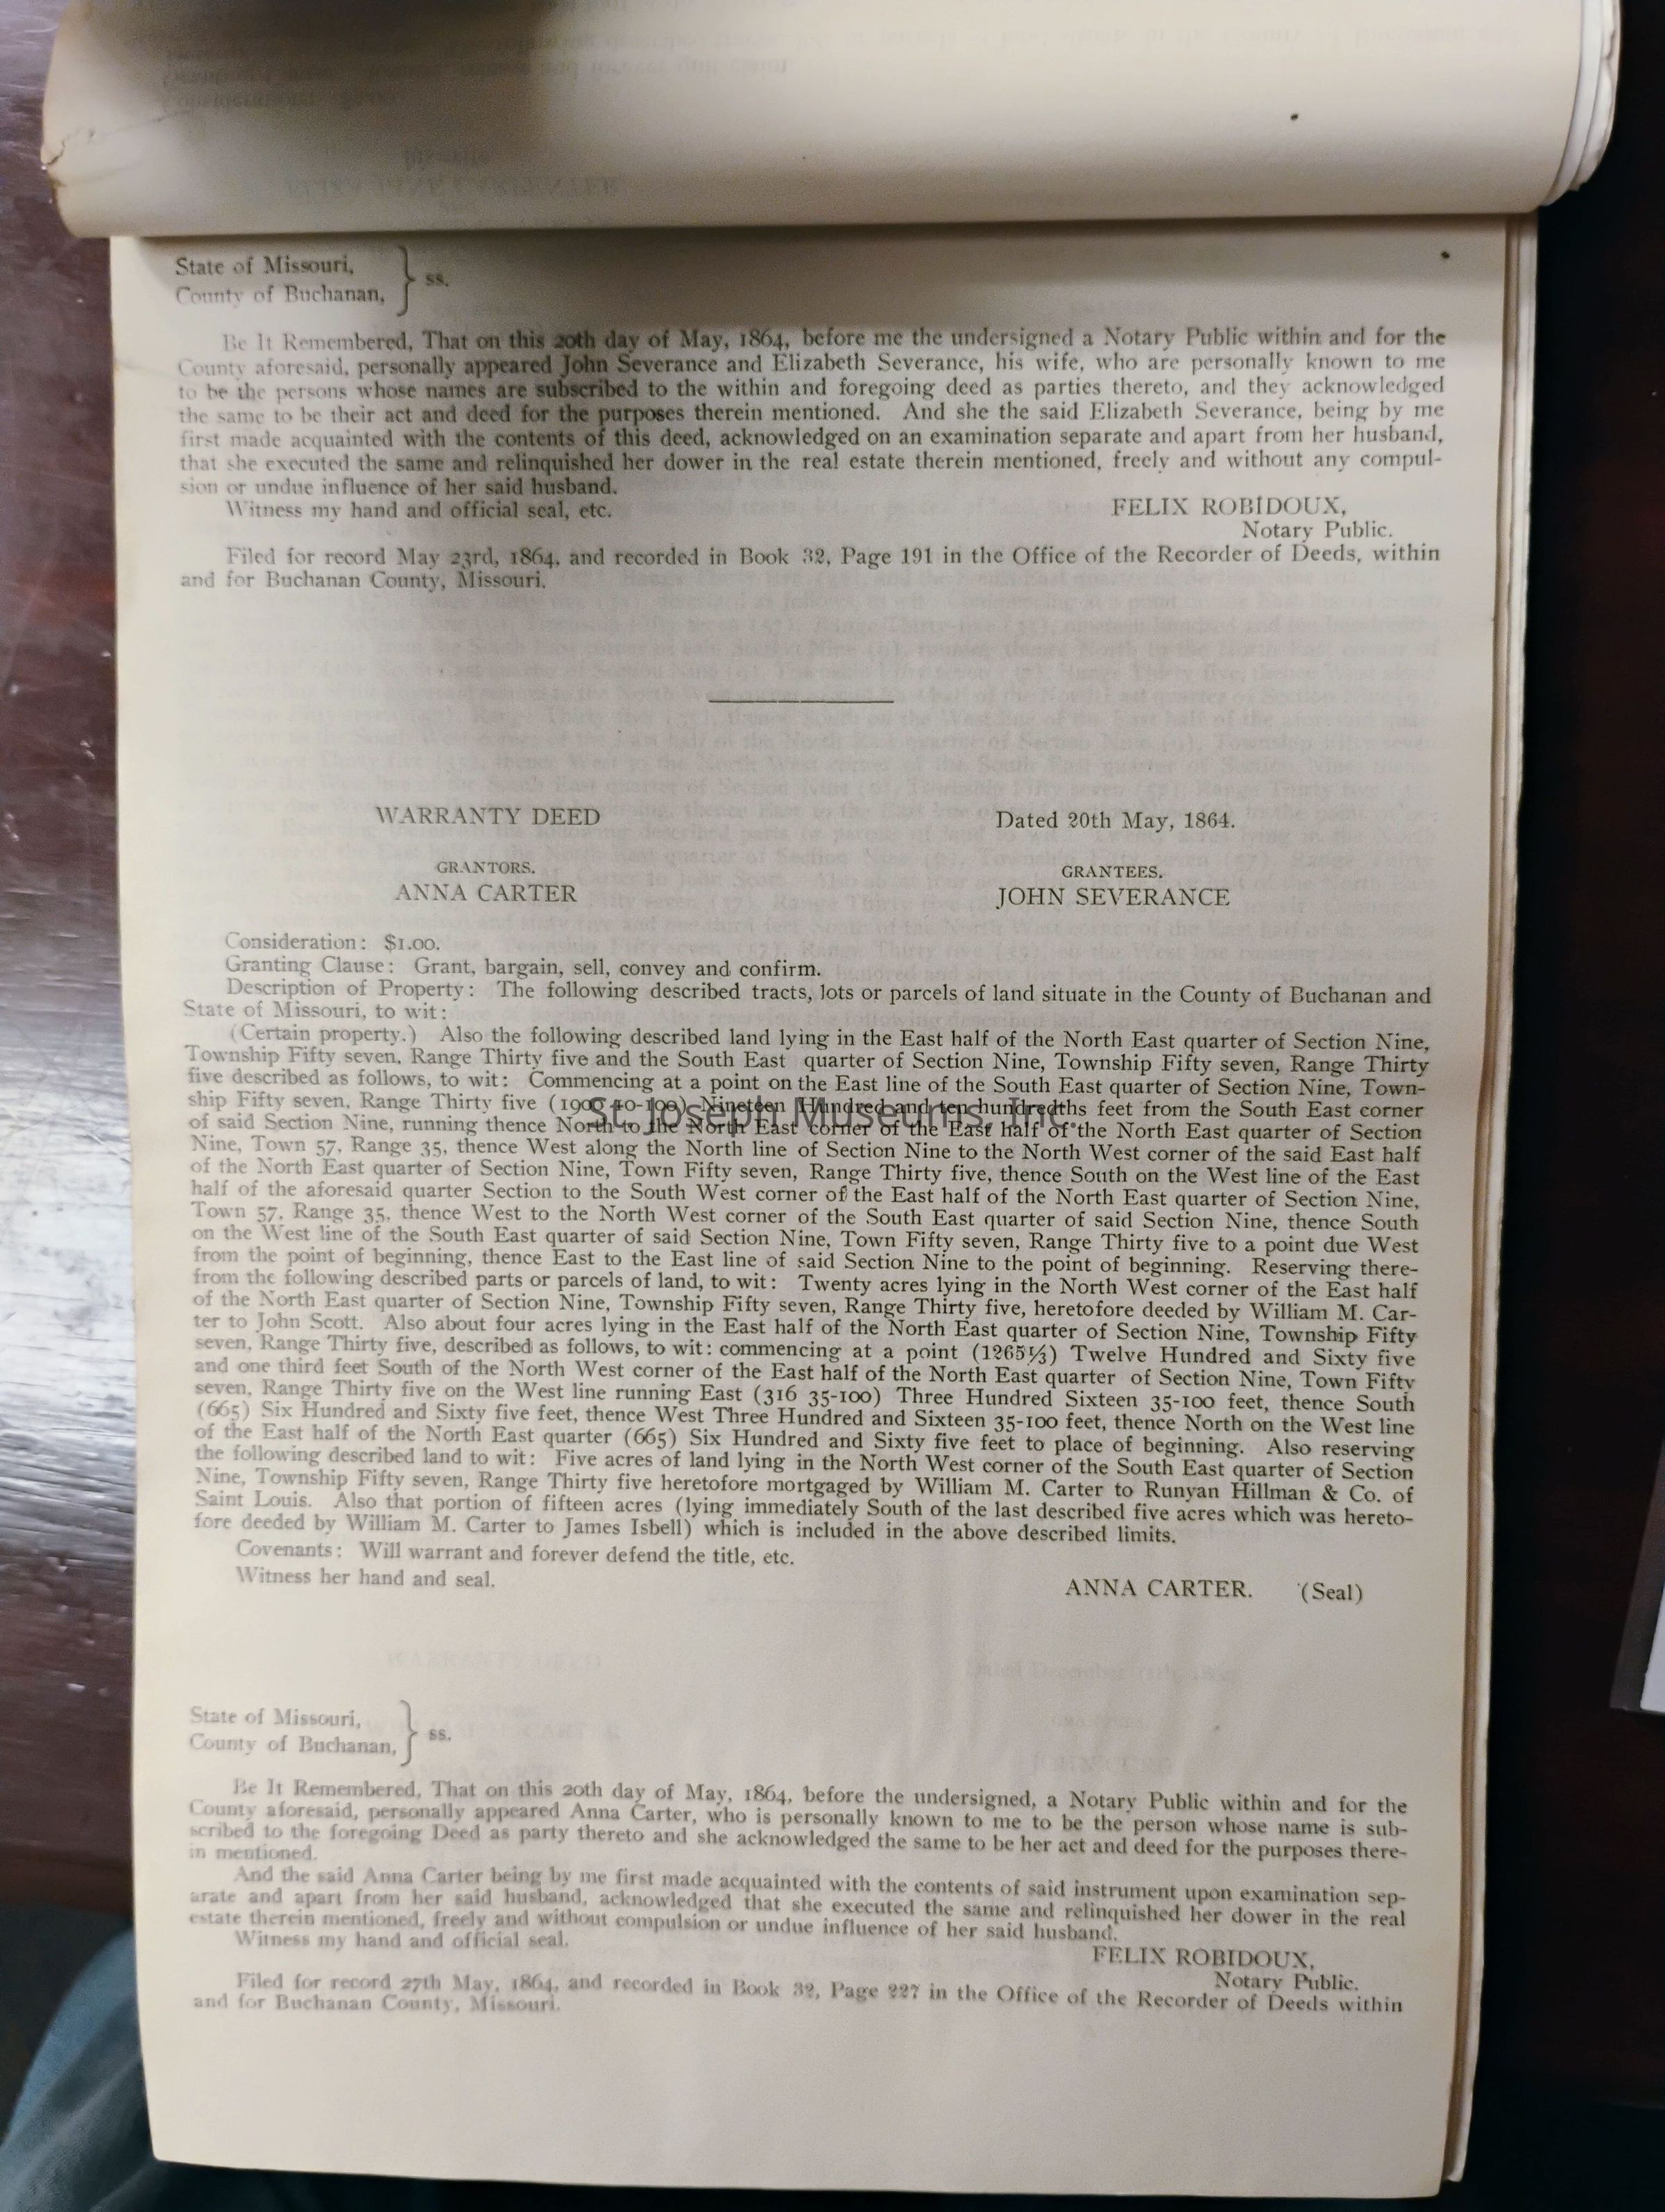 State of Missouri,
County of Buchanan, } ss.
Be It Remembered, That on this 20th day of May, 1864, before me the undersigned a Notary Public within and for the
County aforesaid, personally appeared John Severance and Elizabeth Severance, his wife, who are personally known to me
to be the persons whose names are subscribed to the within and foregoing deed as parties thereto, and they acknowledged
the same to be their act and deed for the purposes therein mentioned. And she the said Elizabeth Severance, being by me
first made acquainted with the contents of this deed, acknowledged on an examination separate and apart from her husband,
that she executed the same and relinquished her dower in the real estate therein mentioned, freely and without any compul-
sion or undue influence of her said husband.
Witness my hand and official seal, etc.
FELIX ROBIDOUX,
Notary Public.
Filed for record May 23rd, 1864, and recorded in Book 32, Page 191 in the Office of the Recorder of Deeds, within
and for Buchanan County, Missouri.
WARRANTY DEED
Dated 20th May, 1864.
GRANTORS.
ANNA CARTER
GRANTEES.
JOHN SEVERANCE
Consideration: $1.00.
Granting Clause: Grant, bargain, sell, convey and confirm.
Description of Property: The following described tracts, lots or parcels of land situate in the County of Buchanan and
State of Missouri, to wit:
(Certain property.) Also the following described land lying in the East half of the North East quarter of Section Nine,
Township Fifty seven, Range Thirty five and the South East quarter of Section Nine, Township Fifty seven, Range Thirty
five described as follows, to wit: Commencing at a point on the East line of the South East quarter of Section Nine, Town-
ship Fifty seven, Range Thirty five (1900 10-100) Nineteen Hundred and ten hundredths feet from the South East corner
St. Joseph Museums, Inc.
of said Section Nine, running thence North to the North East corner of the East half of the North East quarter of Section
Nine, Town 57, Range 35, thence West along the North line of Section Nine to the North West corner of the said East half
of the North East quarter of Section Nine, Town Fifty seven, Range Thirty five, thence South on the West line of the East
half of the aforesaid quarter Section to the South West corner of the East half of the North East quarter of Section Nine,
Town 57, Range 35, thence West to the North West corner of the South East quarter of said Section Nine, thence South
on the West line of the South East quarter of said Section Nine, Town Fifty seven, Range Thirty five to a point due West
from the point of beginning, thence East to the East line of said Section Nine to the point of beginning. Reserving there-
from the following described parts or parcels of land, to wit: Twenty acres lying in the North West corner of the East half
of the North East quarter of Section Nine, Township Fifty seven, Range Thirty five, heretofore deeded by William M. Car-
ter to John Scott. Also about four acres lying in the East half of the North East quarter of Section Nine, Township Fifty
seven, Range Thirty five, described as follows, to wit: commencing at a point (1265⅓) Twelve Hundred and Sixty five
and one third feet South of the North West corner of the East half of the North East quarter of Section Nine, Town Fifty
seven, Range Thirty five on the West line running East (316 35-100) Three Hundred Sixteen 35-100 feet, thence South
(665) Six Hundred and Sixty five feet, thence West Three Hundred and Sixteen 35-100 feet, thence North on the West line
of the East half of the North East quarter (665) Six Hundred and Sixty five feet to place of beginning. Also reserving
the following described land to wit: Five acres of land lying in the North West corner of the South East quarter of Section
Nine, Township Fifty seven, Range Thirty five heretofore mortgaged by William M. Carter to Runyan Hillman & Co. of
Saint Louis. Also that portion of fifteen acres (lying immediately South of the last described five acres which was hereto-
fore deeded by William M. Carter to James Isbell) which is included in the above described limits.
Covenants: Will warrant and forever defend the title, etc.
Witness her hand and seal.
ANNA CARTER. (Seal)
State of Missouri,
County of Buchanan, } ss.
Be It Remembered, That on this 20th day of May, 1864, before the undersigned, a Notary Public within and for the
County aforesaid, personally appeared Anna Carter, who is personally known to me to be the person whose name is sub-
scribed to the foregoing Deed as party thereto and she acknowledged the same to be her act and deed for the purposes there-
in mentioned.
And the said Anna Carter being by me first made acquainted with the contents of said instrument upon examination sep-
arate and apart from her said husband, acknowledged that she executed the same and relinquished her dower in the real
estate therein mentioned, freely and without compulsion or undue influence of her said husband.
Witness my hand and official seal.
FELIX ROBIDOUX,
Notary Public.
Filed for record 27th May, 1864, and recorded in Book 32, Page 227 in the Office of the Recorder of Deeds within
and for Buchanan County, Missouri.